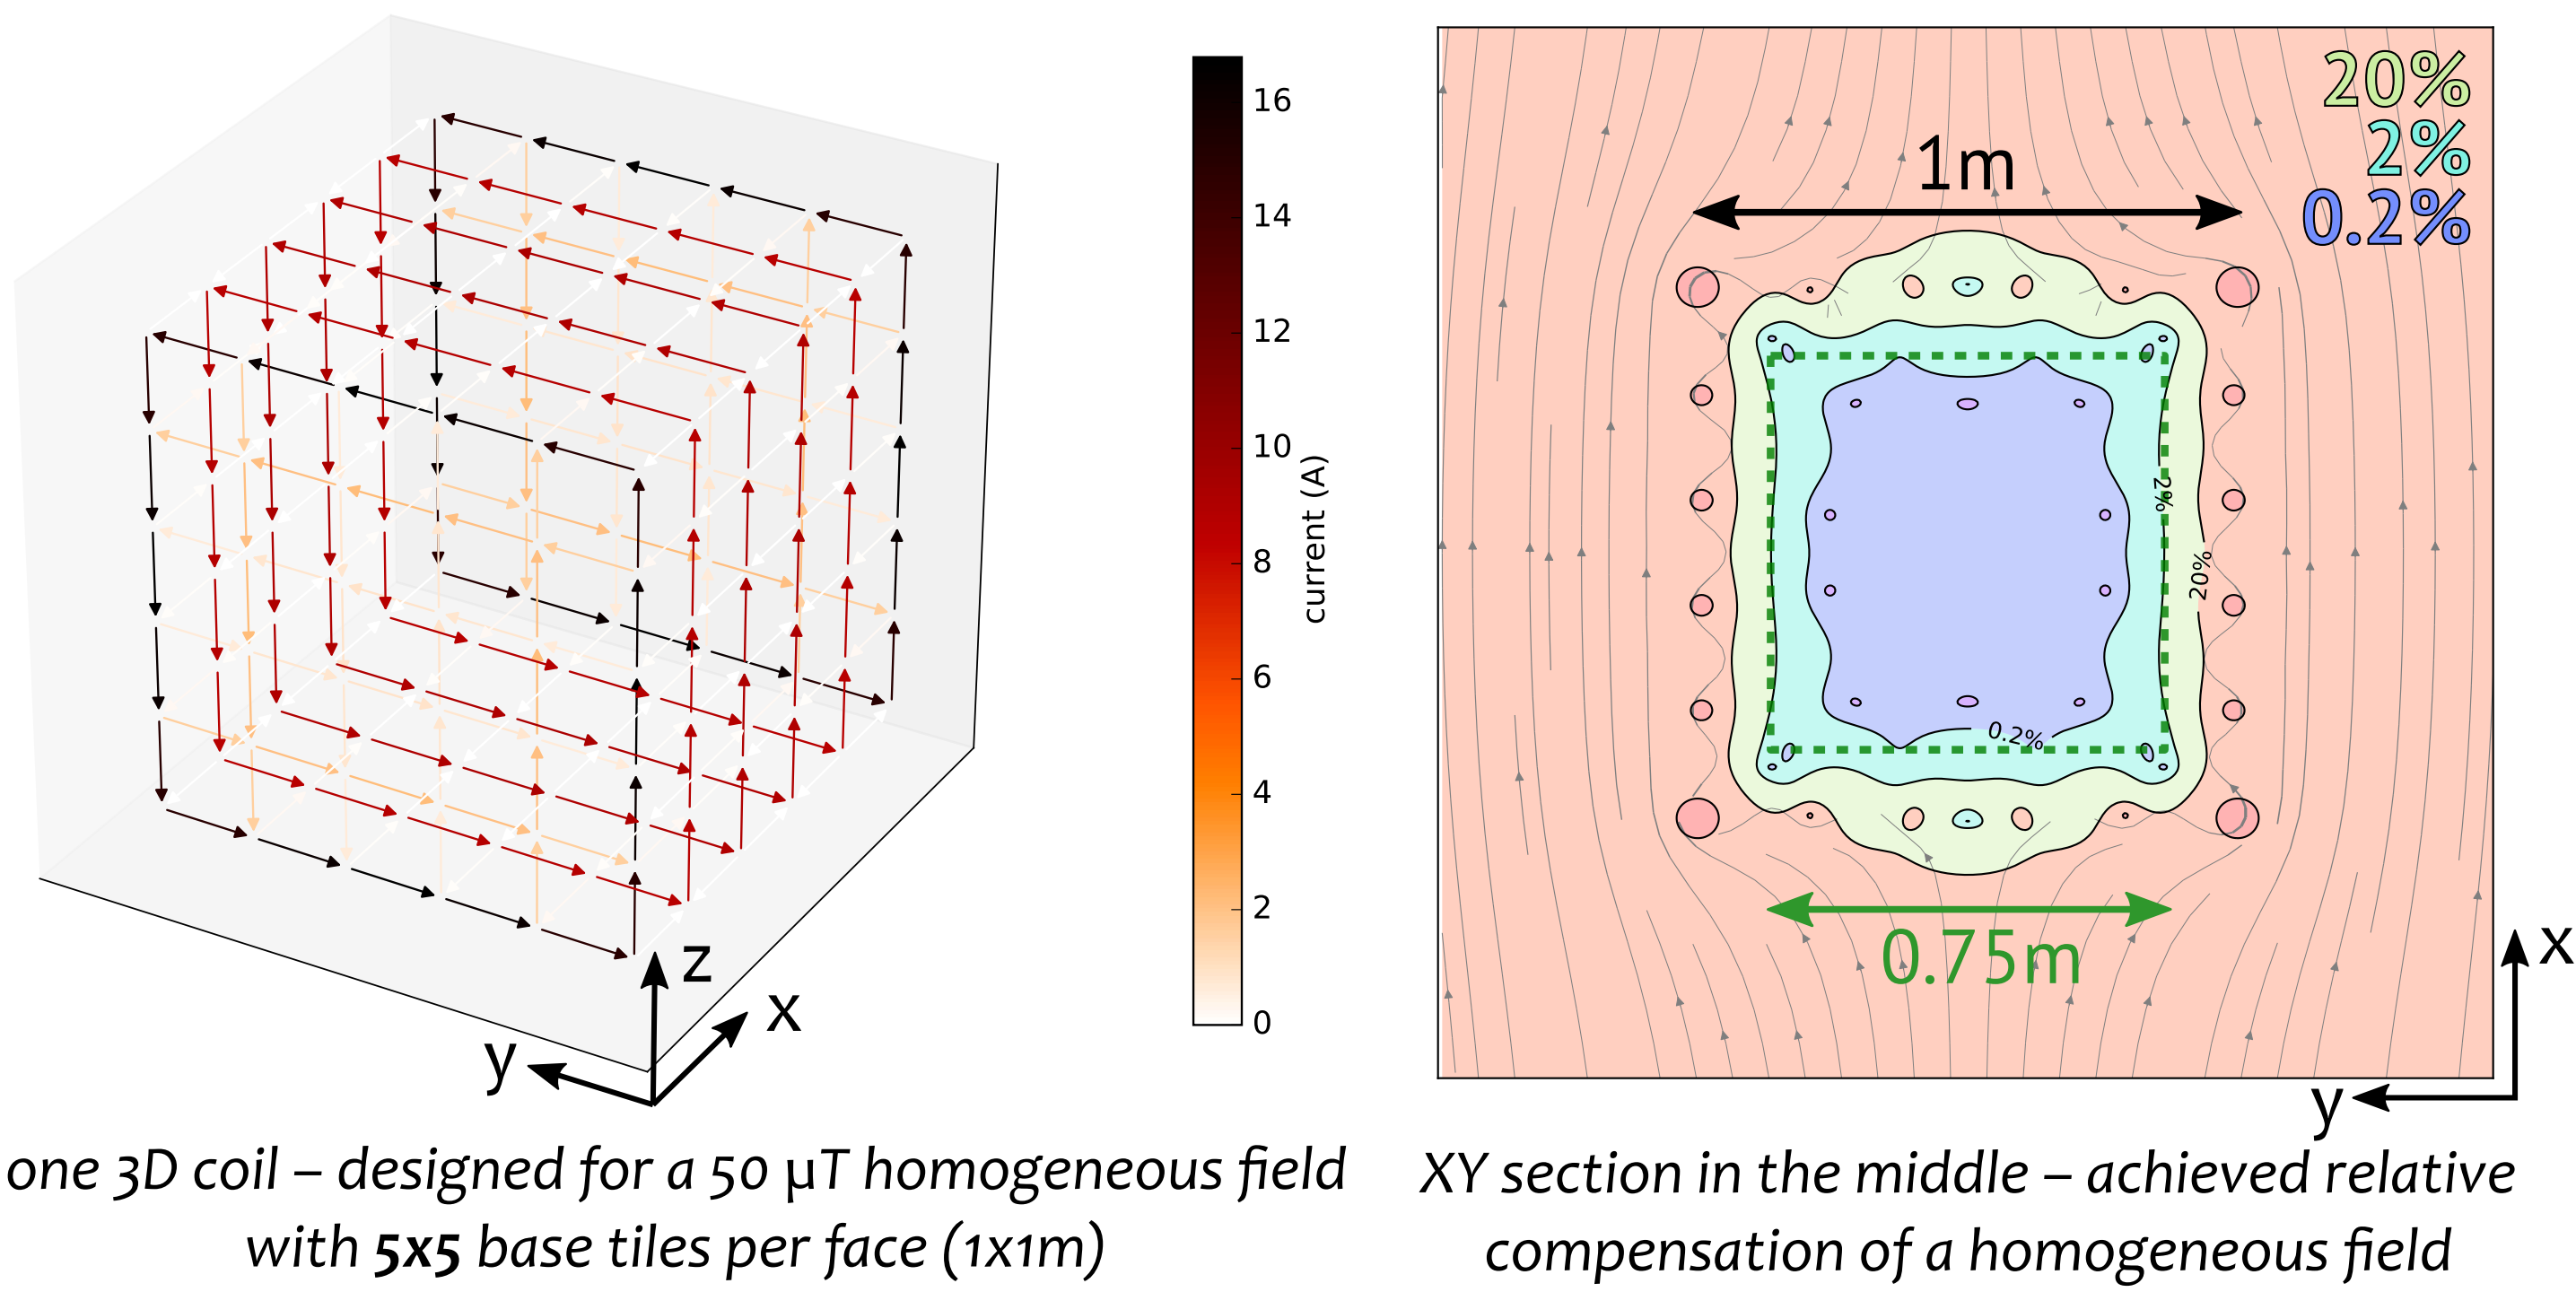 16
14
12
10
8
6
4
2
0
current (A)
z
x
y
one 3D coil – designed for a 50 µT homogeneous field
with 5x5 base tiles per face (1x1m)
20%
2%
0.2%
1m
2%
20%
0.2%
0.75m
x
y
XY section in the middle – achieved relative
compensation of a homogeneous field